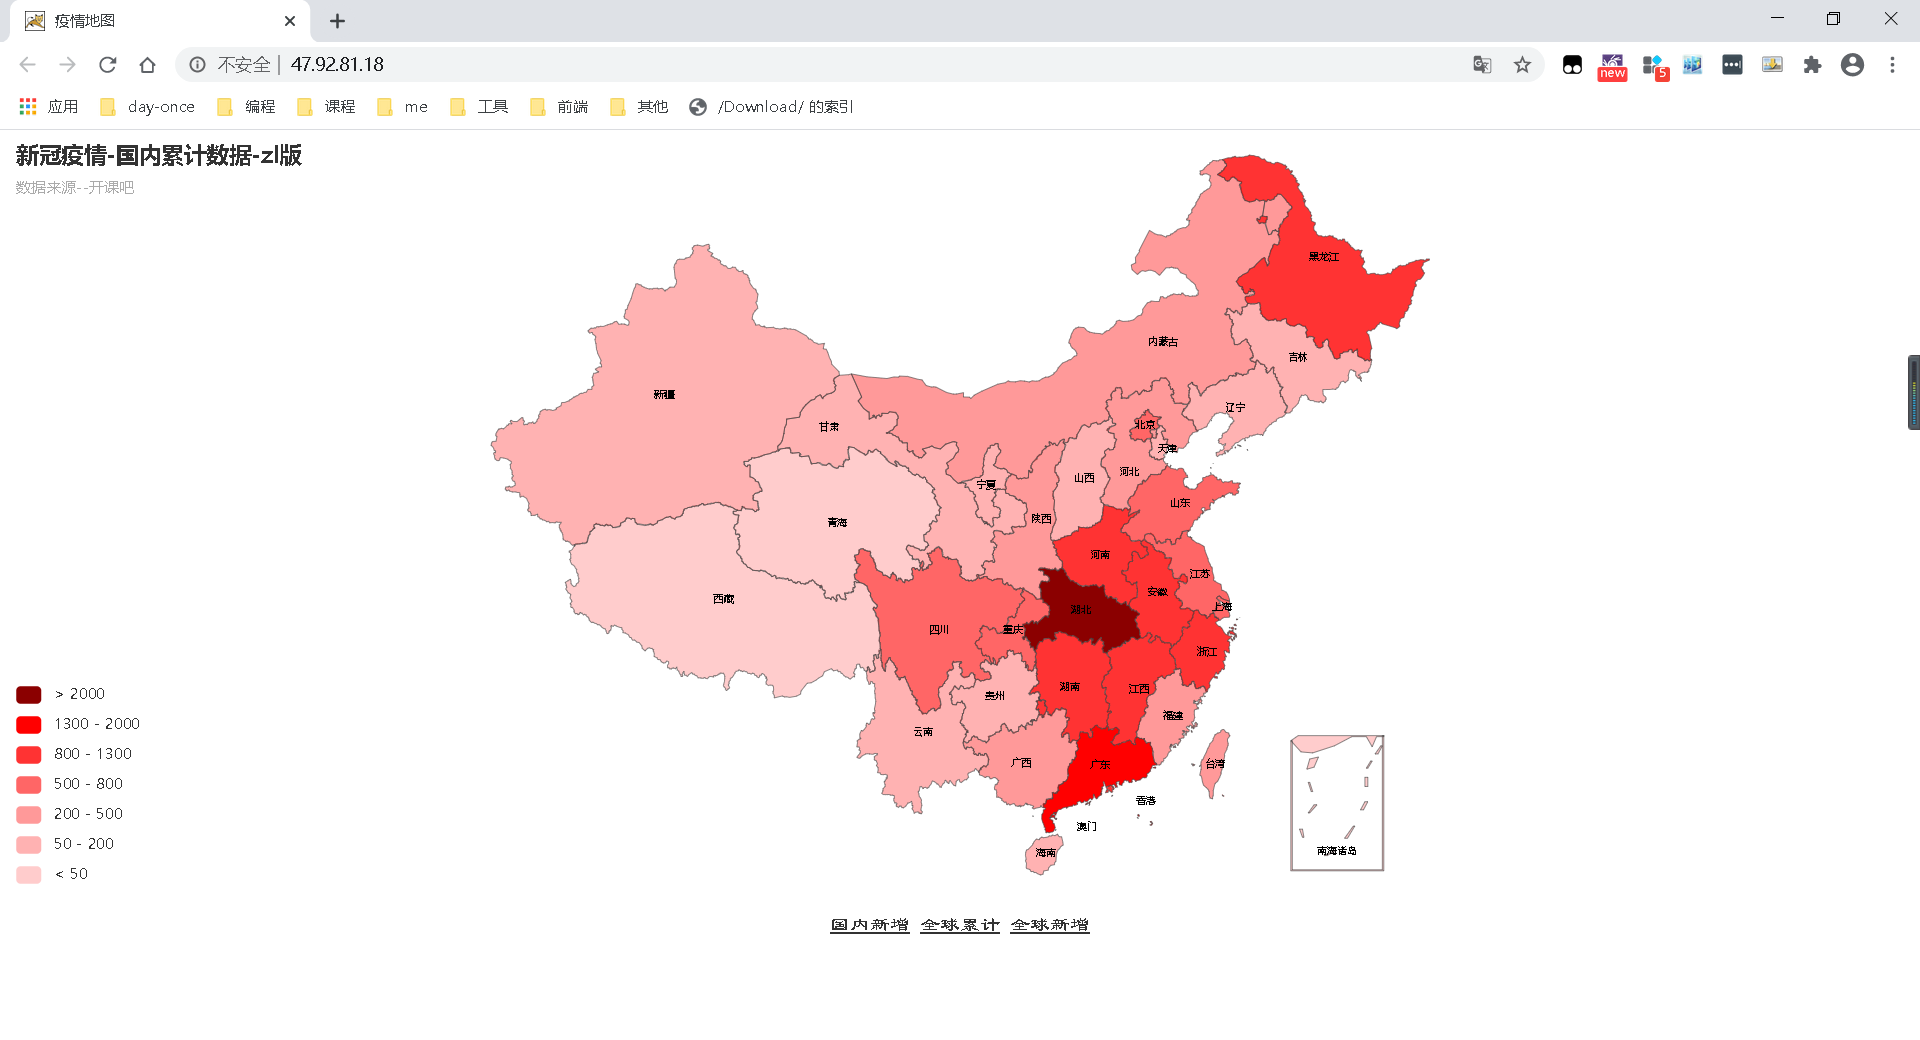 疫情地图
不安全 | 47.92.81.18
new
5
应用 day-once 编程 课程 me 工具 前端 其他 /Download/ 的索引
新冠疫情-国内累计数据-zl版
数据来源--开课吧
黑龙江
内蒙古
吉林
新疆
辽宁
甘肃
北京
天津
河北
山西
宁夏
山东
陕西
青海
河南
江苏
安徽
西藏
上海
湖北
四川
重庆
浙江
湖南
江西
贵州
福建
云南
广西
广东
台湾
香港
澳门
海南
南海诸岛
> 2000
1300 - 2000
800 - 1300
500 - 800
200 - 500
50 - 200
< 50
国内新增 全球累计 全球新增